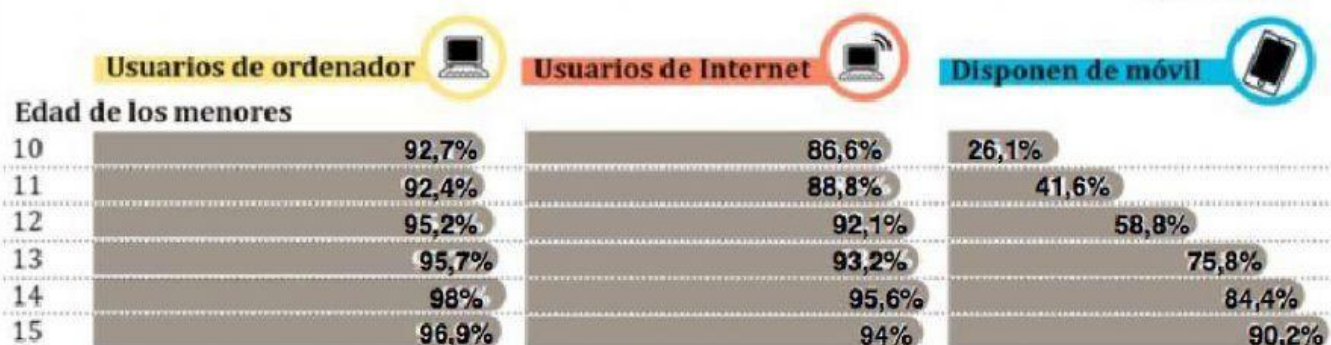 Usuarios de ordenador Usuarios de Internet Disponen de móvil
Edad de los menores
10 92,7% 86,6% 26,1%
11 92,4% 88,8% 41,6%
12 95,2% 92,1% 58,8%
13 95,7% 93,2% 75,8%
14 98% 95,6% 84,4%
15 96,9% 94% 90,2%